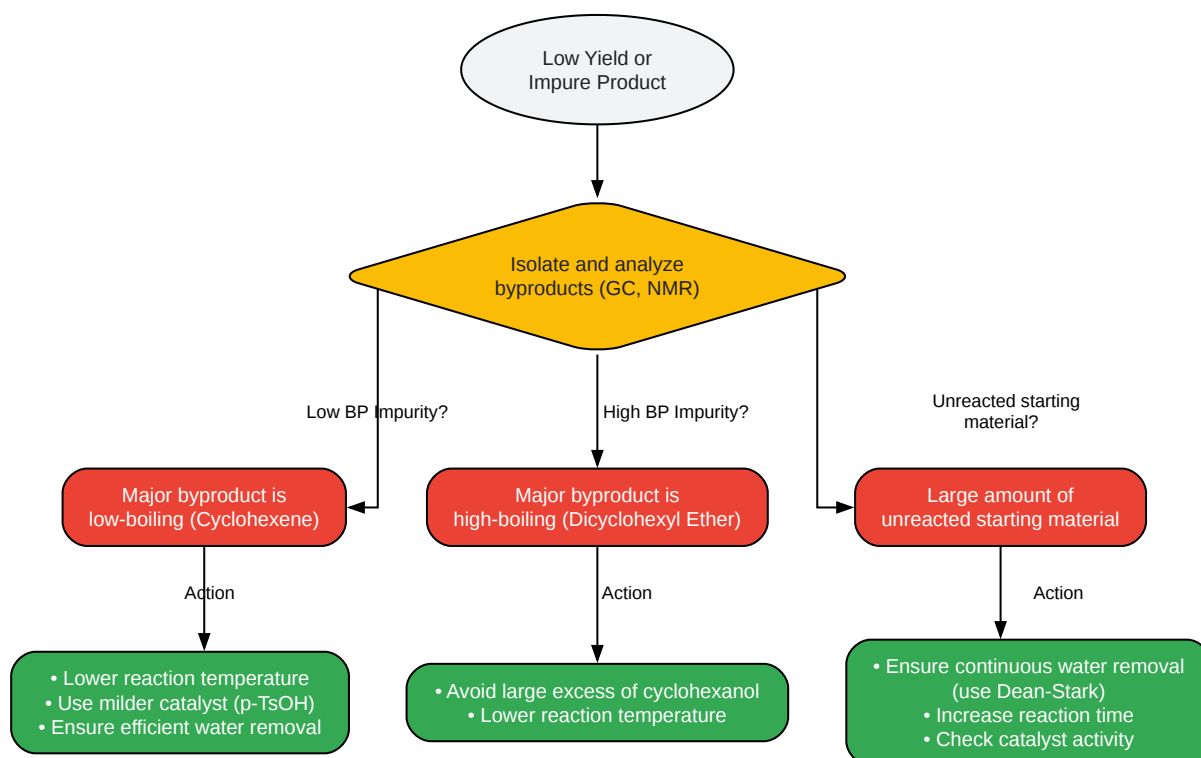 Low Yield or
Impure Product
Isolate and analyze
byproducts (GC, NMR)
Low BP Impurity?
High BP Impurity?
Unreacted starting
material?
Major byproduct is
low-boiling (Cyclohexene)
Major byproduct is
high-boiling (Dicyclohexyl Ether)
Large amount of
unreacted starting material
Action
Action
Action
• Lower reaction temperature
• Use milder catalyst (p-TsOH)
• Ensure efficient water removal
• Avoid large excess of cyclohexanol
• Lower reaction temperature
• Ensure continuous water removal
(use Dean-Stark)
• Increase reaction time
• Check catalyst activity